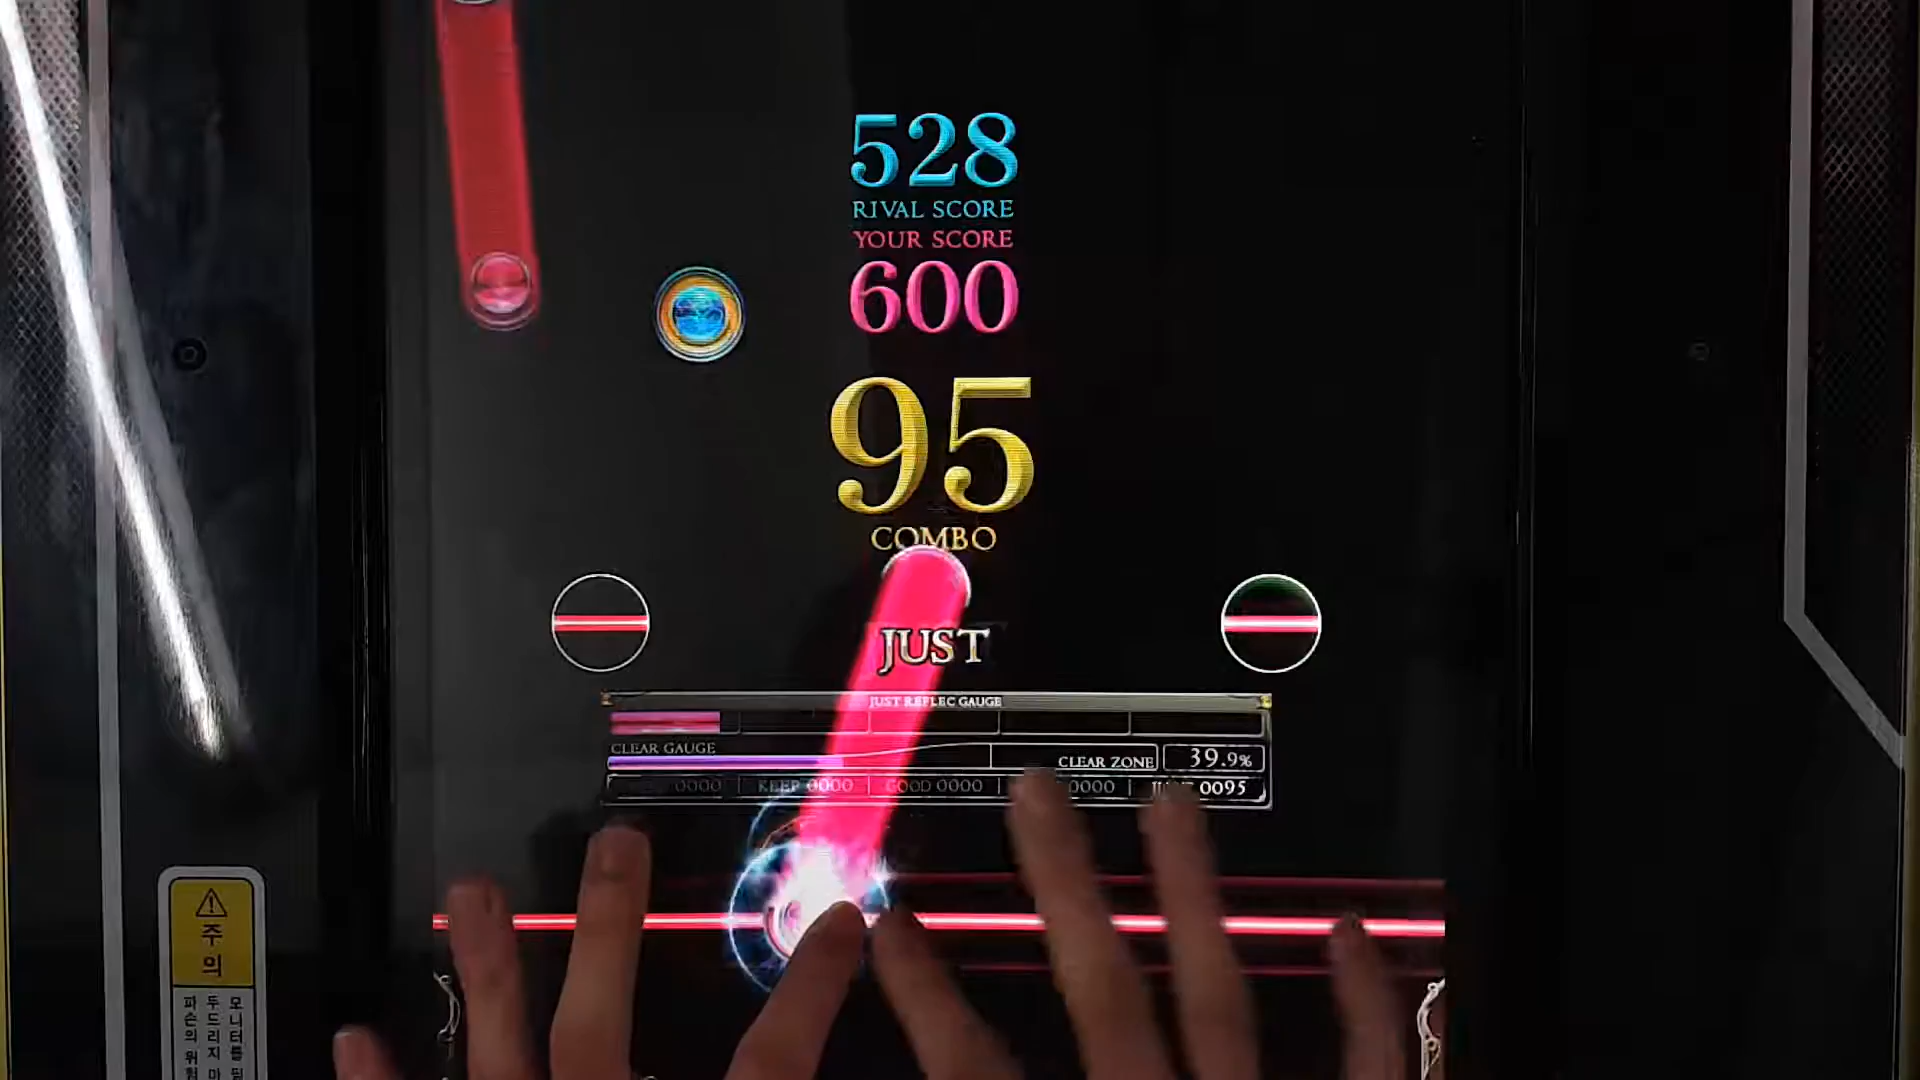 528
RIVAL SCORE
YOUR SCORE
600
95
COMBO
JUST
JUST REFLEC GAUGE
CLEAR GAUGE
CLEAR ZONE 39.9%
0000 KEEP 0000 GOOD 0000 0000 0095
주의
모니터를
두드리지 마
파손의 위험